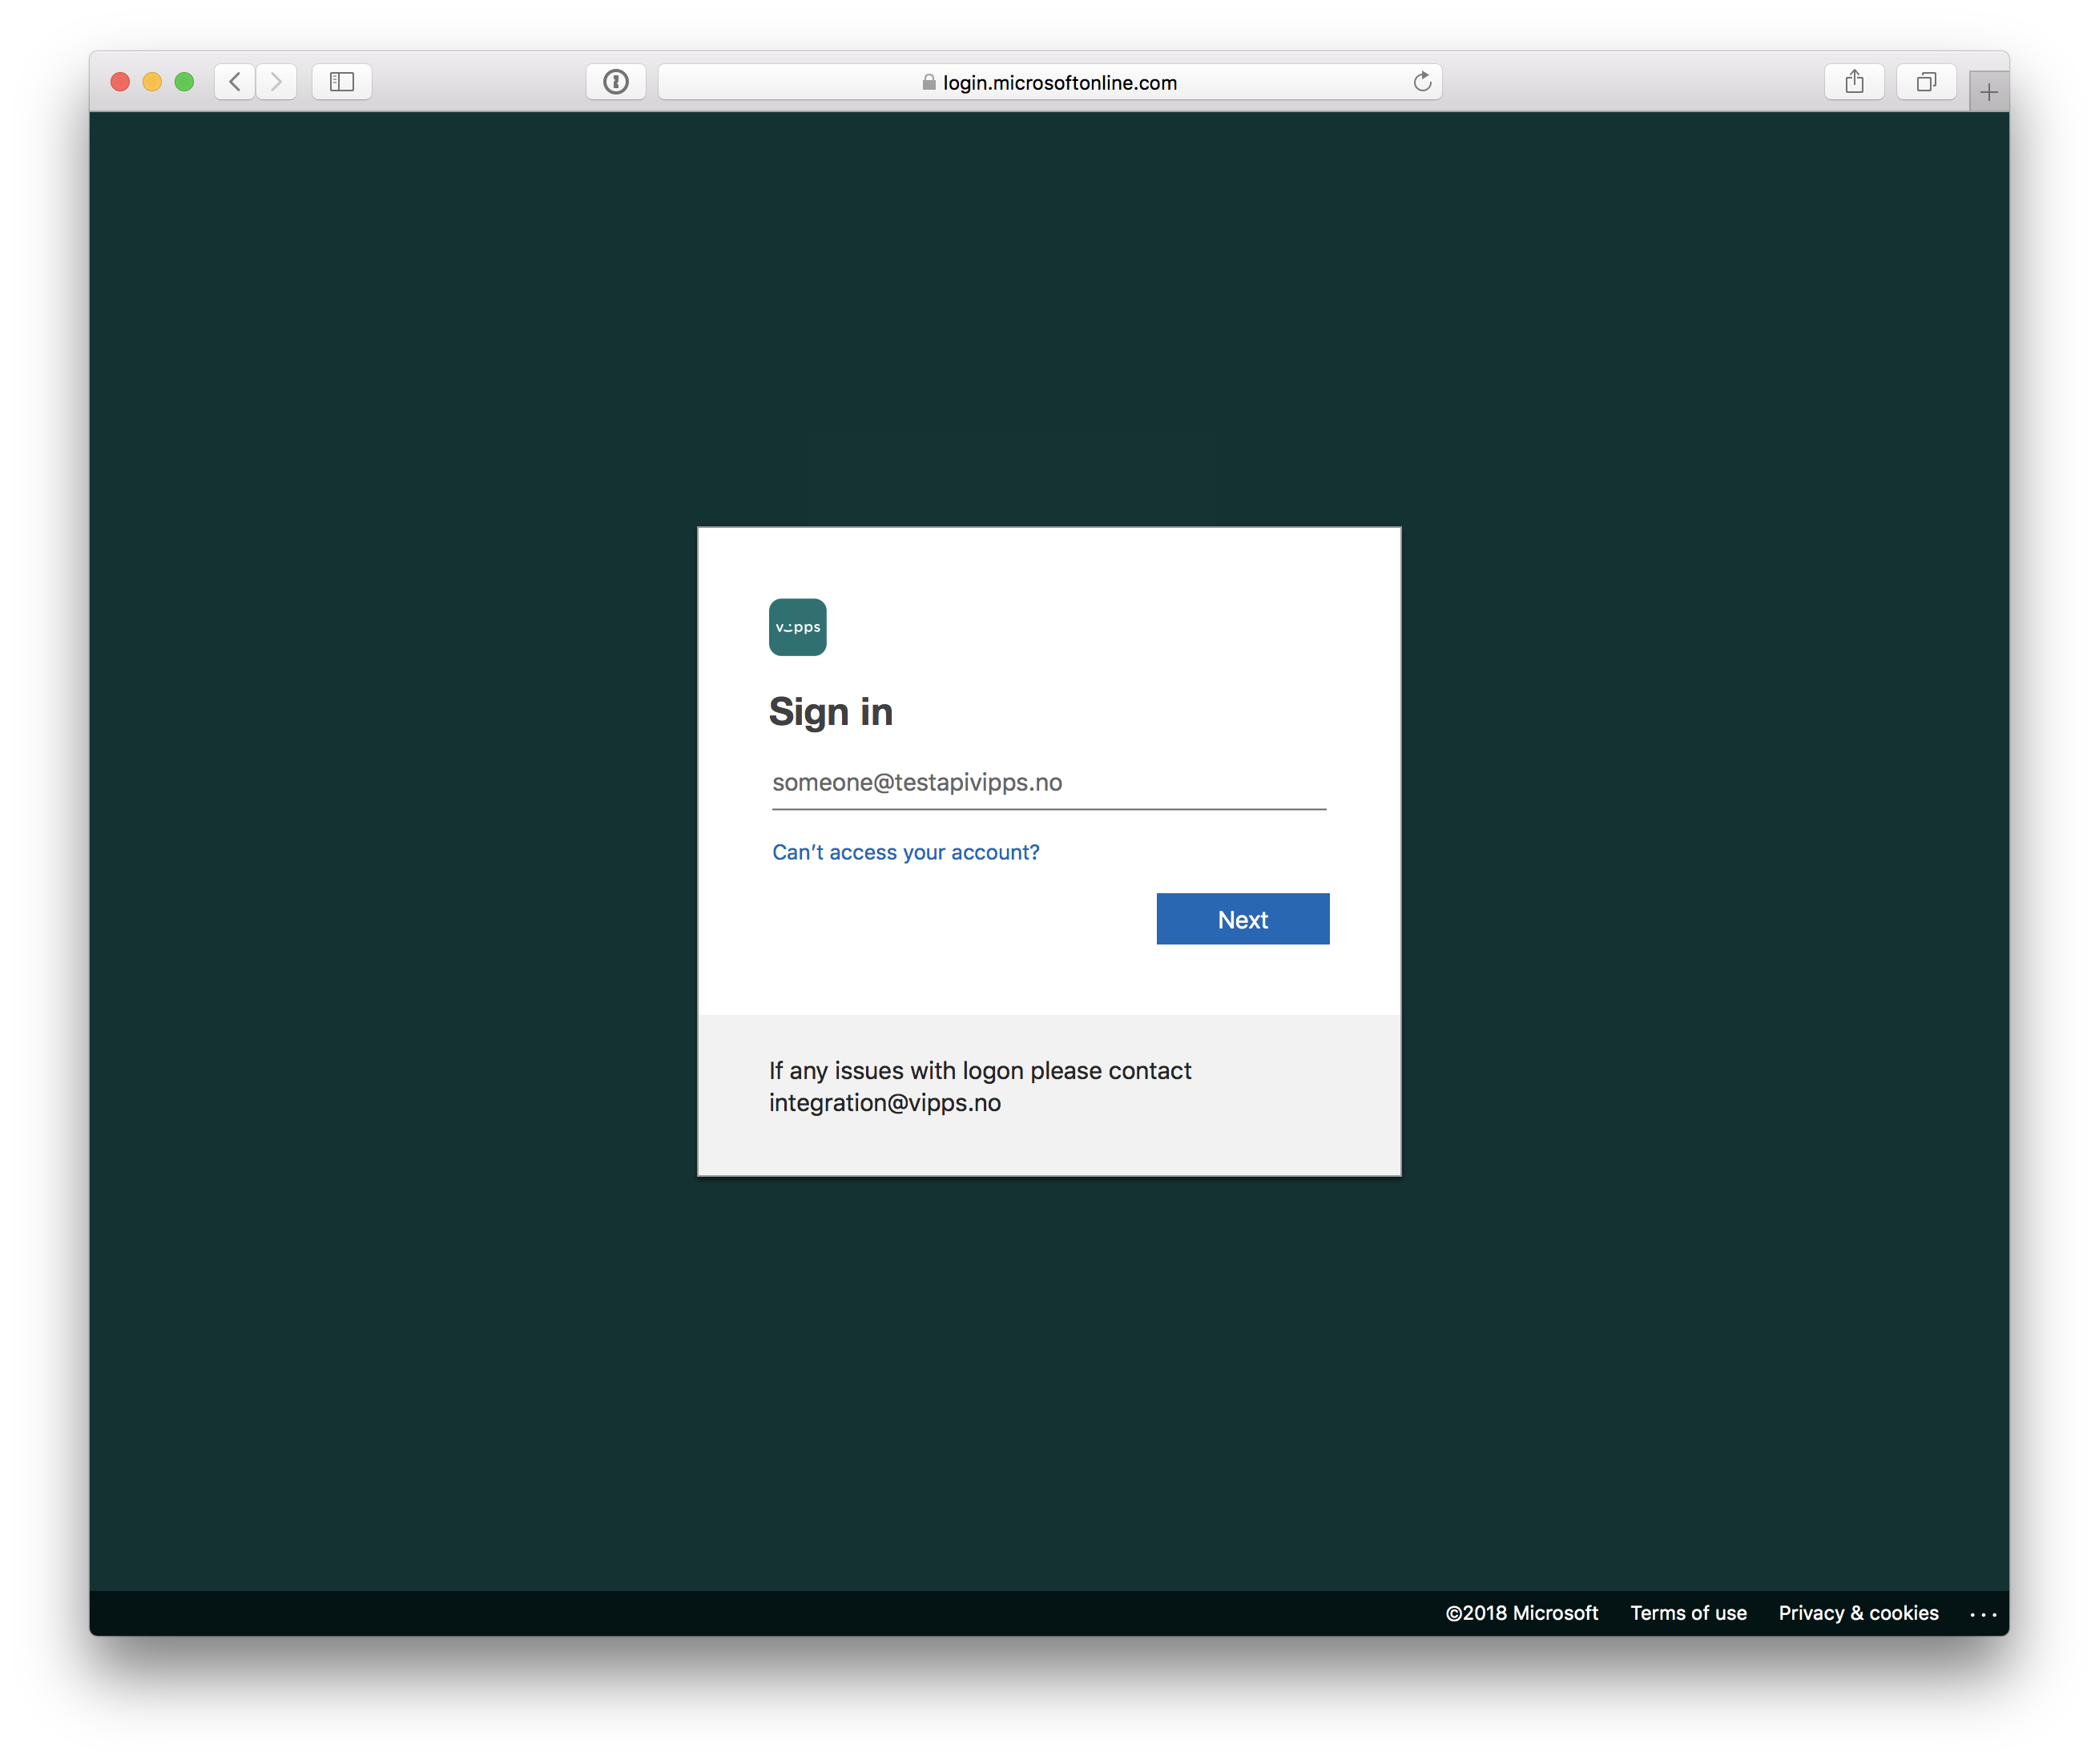 login.microsoftonline.com
vipps
Sign in
someone@testapivipps.no
Can't access your account?
Next
If any issues with logon please contact
integration@vipps.no
©2018 Microsoft Terms of use Privacy & cookies ...